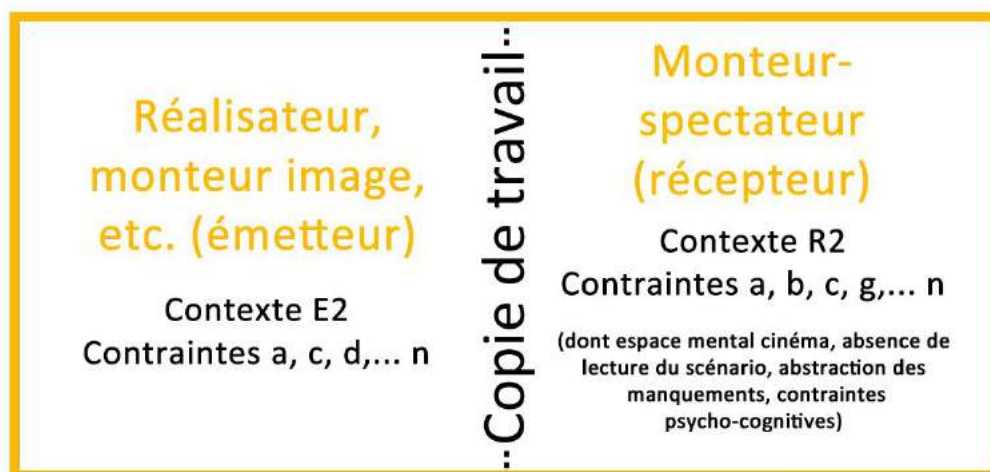 Réalisateur,
monteur image,
etc. (émetteur)
Contexte E2
Contraintes a, c, d,... n
..Copie de travail..
Monteur-
spectateur
(récepteur)
Contexte R2
Contraintes a, b, c, g,... n
(dont espace mental cinéma, absence de
lecture du scénario, abstraction des
manquements, contraintes
psycho-cognitives)